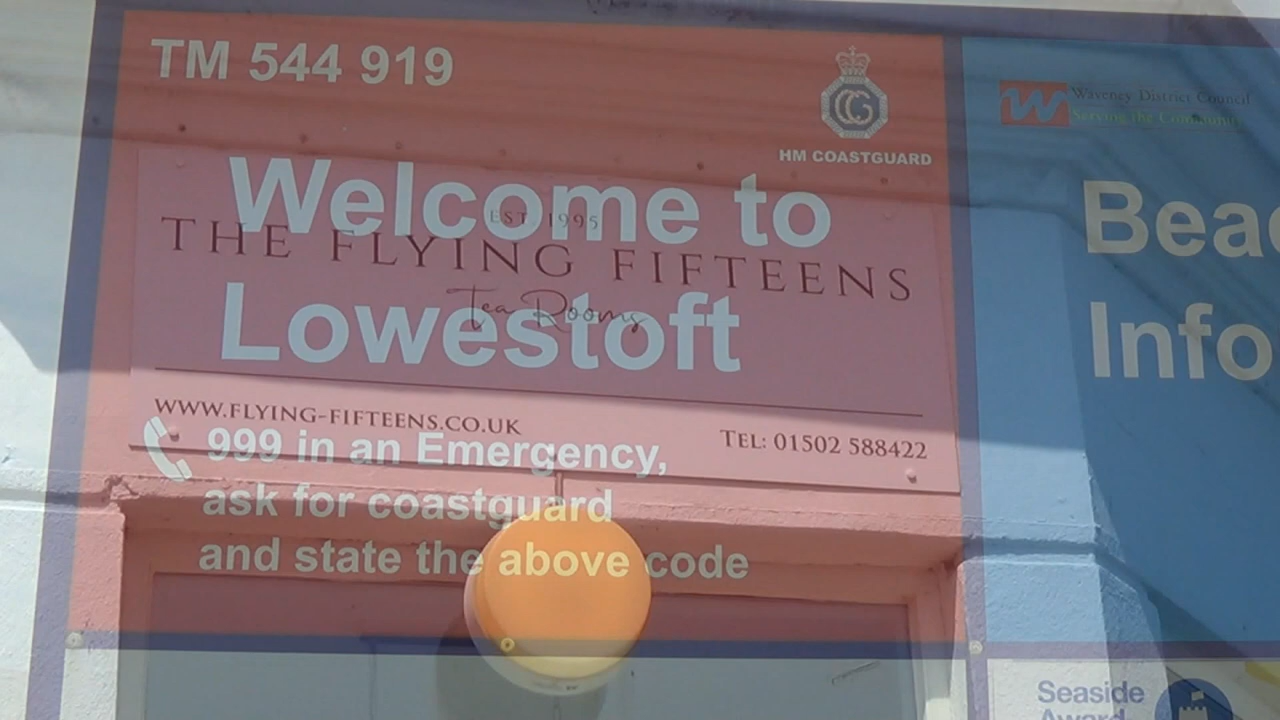 TM 544 919
HM COASTGUARD
Welcome to
Lowestoft
999 in an Emergency,
ask for coastguard
and state the above code
EST. 1995
THE FLYING FIFTEENS
Tea Rooms
WWW.FLYING-FIFTEENS.CO.UK
TEL: 01502 588422
Waveney District Council
Serving the Community
Bea
Info
Seaside
Award